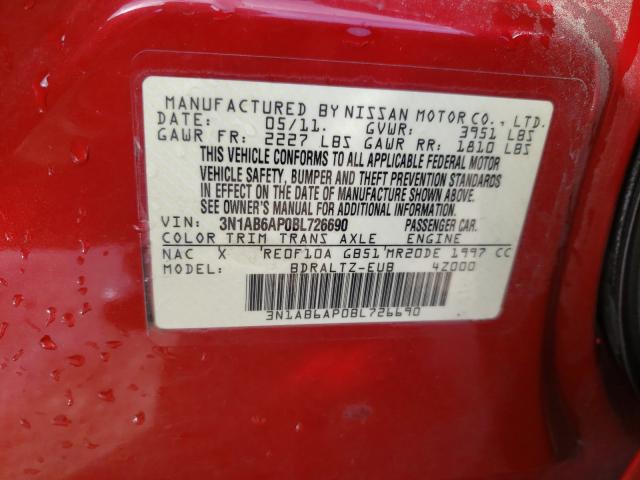 MANUFACTURED BY NISSAN MOTOR CO., LTD.
DATE: 05/11. GVWR: 3951 LBS
GAWR FR: 2227 LBS GAWR RR: 1810 LBS
THIS VEHICLE CONFORMS TO ALL APPLICABLE FEDERAL MOTOR
VEHICLE SAFETY, BUMPER AND THEFT PREVENTION STANDARDS
IN EFFECT ON THE DATE OF MANUFACTURE SHOWN ABOVE.
SEE OWNER'S MANUAL FOR ADDITIONAL INFORMATION.
VIN: 3N1AB6AP0BL726690 PASSENGER CAR.
COLOR TRIM TRANS AXLE ENGINE
NAC X RE0F10A GB51 MR20DE 1997 CC
MODEL: BDRALTZ-EUB 4Z000
3N1AB6AP0BL726690